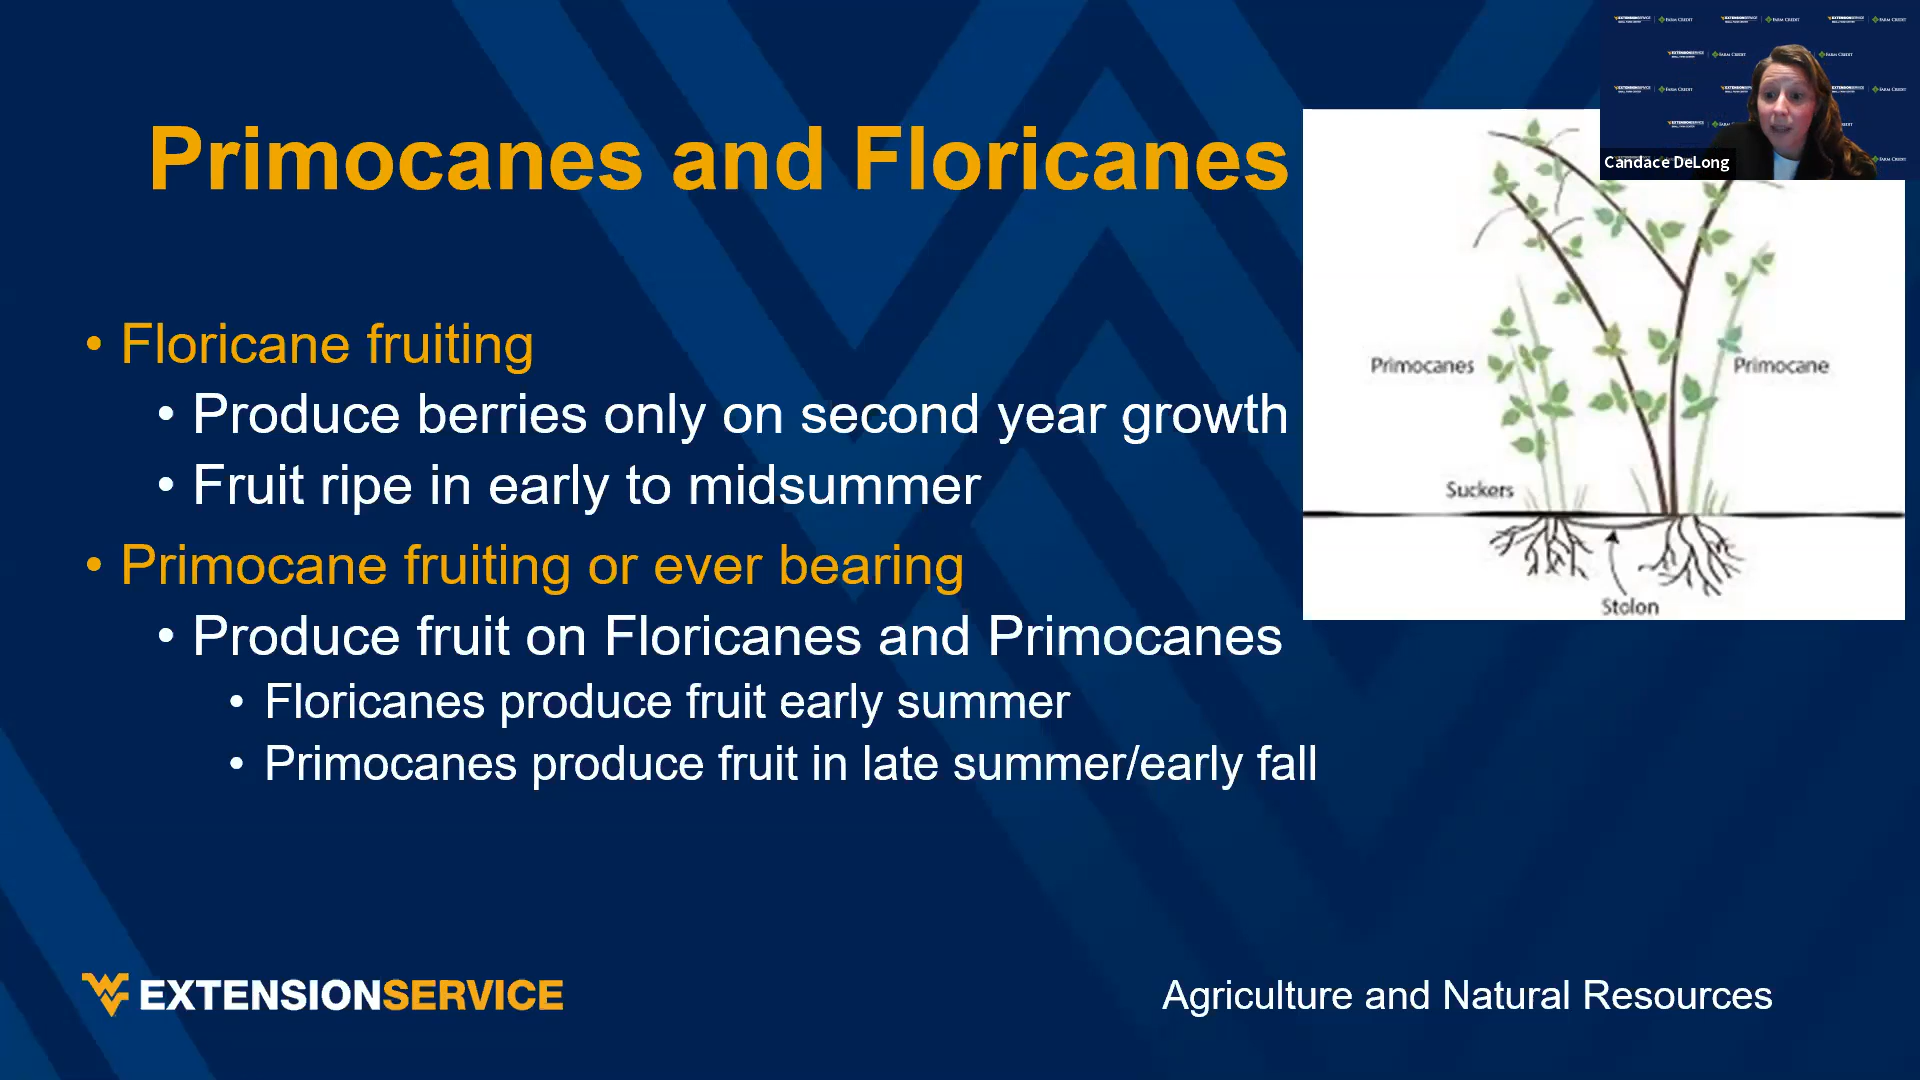 Primocanes and Floricanes
• Floricane fruiting
• Produce berries only on second year growth
• Fruit ripe in early to midsummer
• Primocane fruiting or ever bearing
• Produce fruit on Floricanes and Primocanes
• Floricanes produce fruit early summer
• Primocanes produce fruit in late summer/early fall
Primocanes
Primocane
Suckers
Stolon
Candace DeLong
WV EXTENSIONSERVICE
Agriculture and Natural Resources